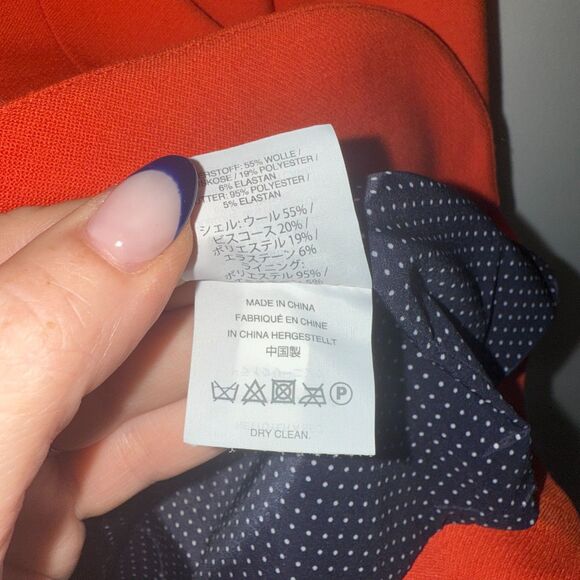 55% WOLLE /
19% POLYESTER /
6% ELASTAN
95% POLYESTER /
5% ELASTAN
シェル: ウール 55% /
ビスコース 20% /
ポリエステル 19% /
エラステーン 6%
ライニング:
ポリエステル 95% /
MADE IN CHINA
FABRIQUÉ EN CHINE
IN CHINA HERGESTELLT
中国製
P
DRY CLEAN.